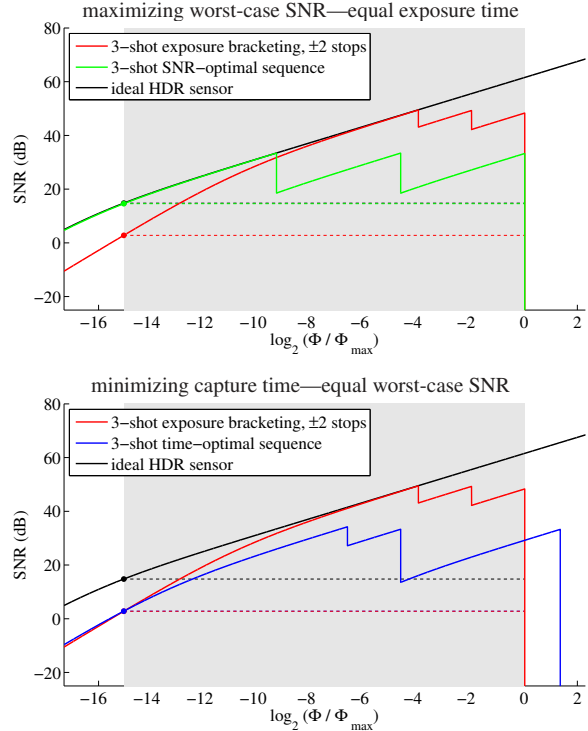 maximizing worst-case SNR—equal exposure time
80
3−shot exposure bracketing, ±2 stops
3−shot SNR−optimal sequence
ideal HDR sensor
60
40
20
0
−20
SNR (dB)
−16 −14 −12 −10 −8 −6 −4 −2 0 2
log2 (Φ / Φmax)
minimizing capture time—equal worst-case SNR
80
3−shot exposure bracketing, ±2 stops
3−shot time−optimal sequence
ideal HDR sensor
60
40
20
0
−20
SNR (dB)
−16 −14 −12 −10 −8 −6 −4 −2 0 2
log2 (Φ / Φmax)